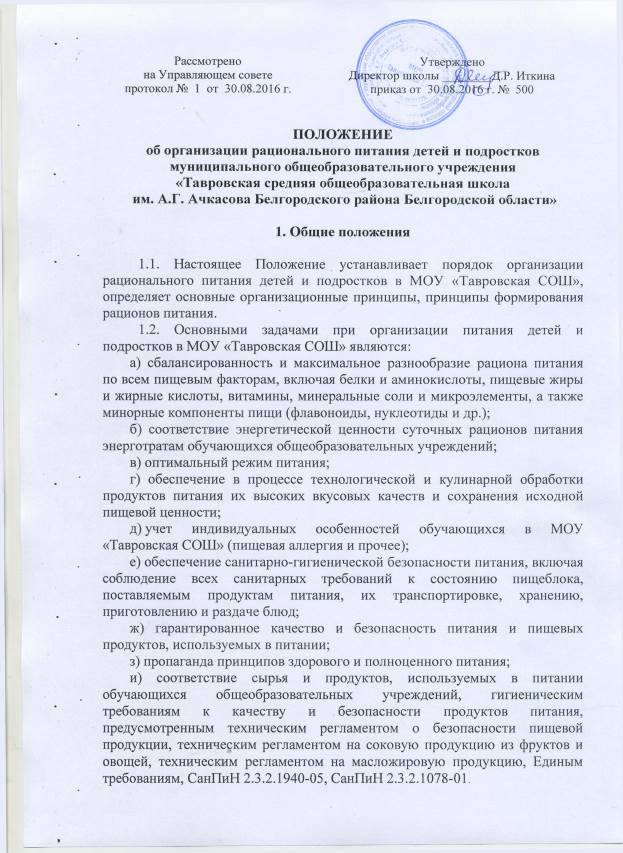 Рассмотрено
на Управляющем совете
протокол № 1 от 30.08.2016 г.
Утверждено
Директор школы Д.Р. Иткина
приказ от 30.08.2016 г. № 500
ПОЛОЖЕНИЕ
об организации рационального питания детей и подростков
муниципального общеобразовательного учреждения
«Тавровская средняя общеобразовательная школа
им. А.Г. Ачкасова Белгородского района Белгородской области»
1. Общие положения
1.1. Настоящее Положение устанавливает порядок организации
рационального питания детей и подростков в МОУ «Тавровская СОШ»,
определяет основные организационные принципы, принципы формирования
рационов питания.
1.2. Основными задачами при организации питания детей и
подростков в МОУ «Тавровская СОШ» являются:
а) сбалансированность и максимальное разнообразие рациона питания
по всем пищевым факторам, включая белки и аминокислоты, пищевые жиры
и жирные кислоты, витамины, минеральные соли и микроэлементы, а также
минорные компоненты пищи (флавоноиды, нуклеотиды и др.);
б) соответствие энергетической ценности суточных рационов питания
энерготратам обучающихся общеобразовательных учреждений;
в) оптимальный режим питания;
г) обеспечение в процессе технологической и кулинарной обработки
продуктов питания их высоких вкусовых качеств и сохранения исходной
пищевой ценности;
д) учет индивидуальных особенностей обучающихся в МОУ
«Тавровская СОШ» (пищевая аллергия и прочее);
е) обеспечение санитарно-гигиенической безопасности питания, включая
соблюдение всех санитарных требований к состоянию пищеблока,
поставляемым продуктам питания, их транспортировке, хранению,
приготовлению и раздаче блюд;
ж) гарантированное качество и безопасность питания и пищевых
продуктов, используемых в питании;
з) пропаганда принципов здорового и полноценного питания;
и) соответствие сырья и продуктов, используемых в питании
обучающихся общеобразовательных учреждений, гигиеническим
требованиям к качеству и безопасности продуктов питания,
предусмотренным техническим регламентом о безопасности пищевой
продукции, техническим регламентом на соковую продукцию из фруктов и
овощей, техническим регламентом на масложировую продукцию, Единым
требованиям, СанПиН 2.3.2.1940-05, СанПиН 2.3.2.1078-01.